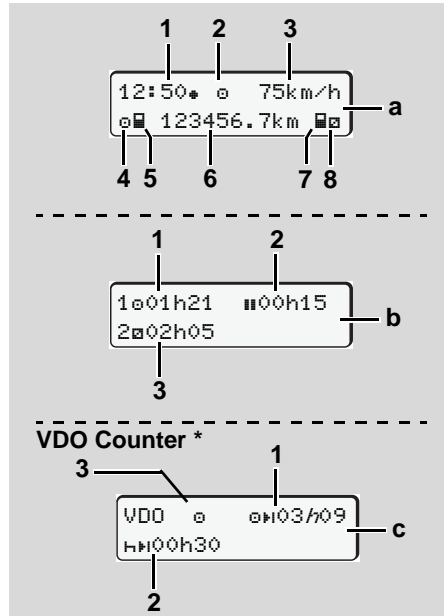 1 2 3
12:50● ⊙ 75km/h
a
⊙ 123456.7km
4 5 6 7 8
1 2
1⊙01h21 00h15
b
2 02h05
3
VDO Counter *
3 1
VDO ⊙ ⊙03h09
c
00h30
2